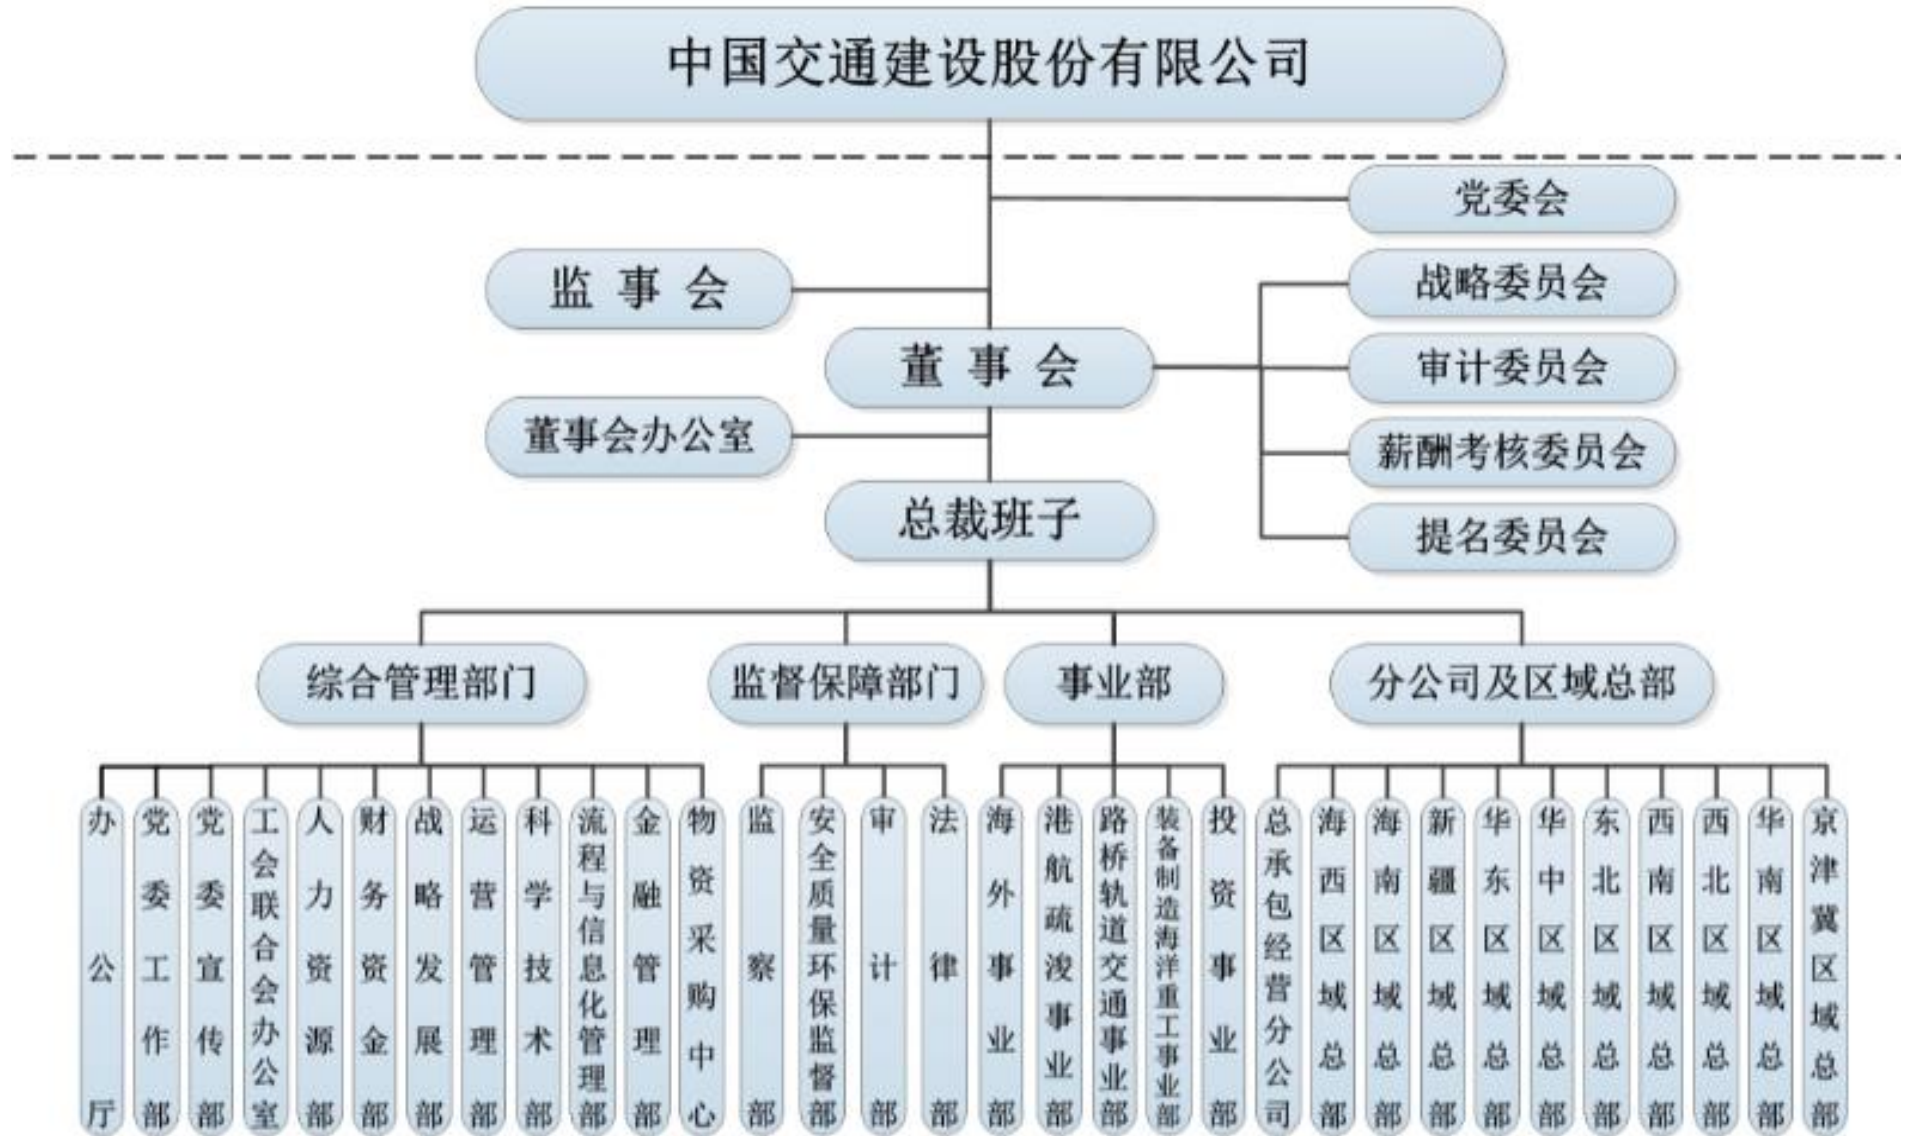 中国交通建设股份有限公司
党委会
监事会
战略委员会
董事会
审计委员会
董事会办公室
薪酬考核委员会
总裁班子
提名委员会
综合管理部门
监督保障部门
事业部
分公司及区域总部
办公厅
党委工作部
党委宣传部
工会联合会办公室
人力资源部
财务资金部
战略发展部
运营管理部
科学技术部
流程与信息化管理部
金融管理部
物资采购中心
监察部
安全质量环保监督部
审计部
法律部
海外事业部
港航疏浚事业部
路桥轨道交通事业部
装备制造海洋重工事业部
投资事业部
总承包经营分公司
海西区域总部
海南区域总部
新疆区域总部
华东区域总部
华中区域总部
东北区域总部
西南区域总部
西北区域总部
华南区域总部
京津冀区域总部